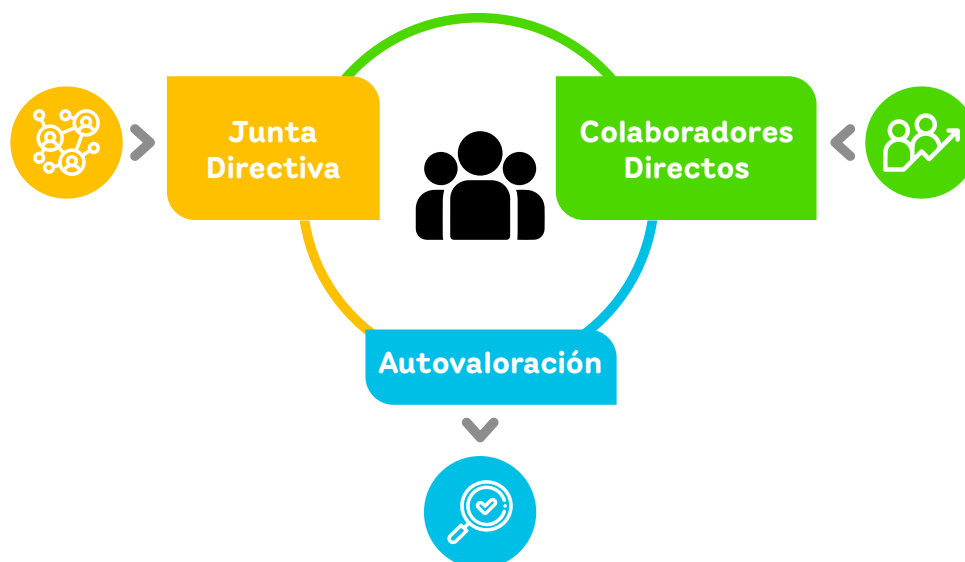 Junta
Directiva
Colaboradores
Directos
Autovaloración